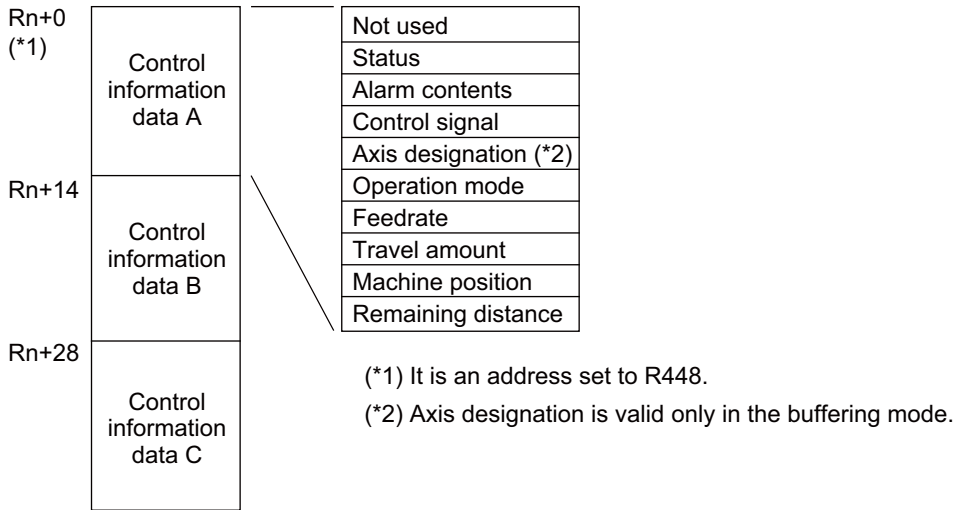 Rn+0
(*1)
Control
information
data A
Rn+14
Control
information
data B
Rn+28
Control
information
data C
Not used
Status
Alarm contents
Control signal
Axis designation (*2)
Operation mode
Feedrate
Travel amount
Machine position
Remaining distance
(*1) It is an address set to R448.
(*2) Axis designation is valid only in the buffering mode.